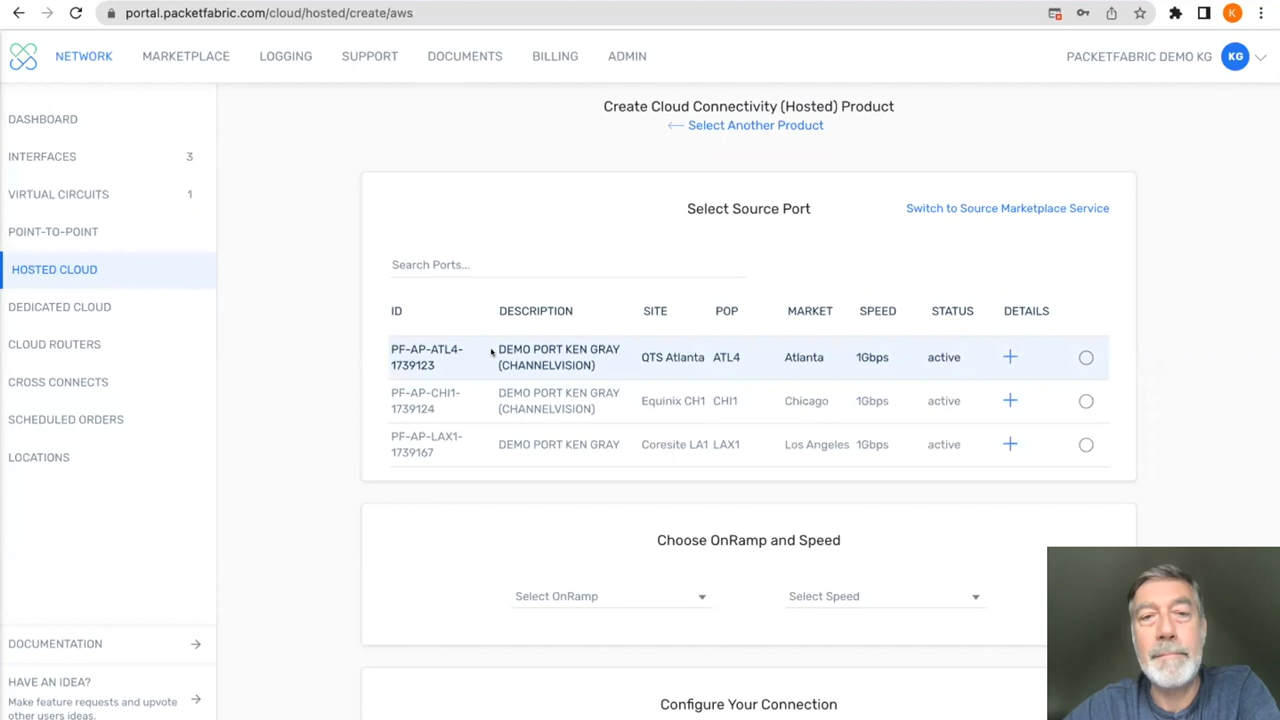 portal.packetfabric.com/cloud/hosted/create/aws
K
NETWORK MARKETPLACE LOGGING SUPPORT DOCUMENTS BILLING ADMIN
PACKETFABRIC DEMO KG KG
DASHBOARD
INTERFACES 3
VIRTUAL CIRCUITS 1
POINT-TO-POINT
HOSTED CLOUD
DEDICATED CLOUD
CLOUD ROUTERS
CROSS CONNECTS
SCHEDULED ORDERS
LOCATIONS
DOCUMENTATION
HAVE AN IDEA?
Make feature requests and upvote
other users ideas.
Create Cloud Connectivity (Hosted) Product
Select Another Product
Select Source Port
Switch to Source Marketplace Service
Search Ports...
ID DESCRIPTION SITE POP MARKET SPEED STATUS DETAILS
PF-AP-ATL4- DEMO PORT KEN GRAY QTS Atlanta ATL4 Atlanta 1Gbps active
1739123 (CHANNELVISION)
PF-AP-CHI1- DEMO PORT KEN GRAY Equinix CH1 CHI1 Chicago 1Gbps active
1739124 (CHANNELVISION)
PF-AP-LAX1- DEMO PORT KEN GRAY Coresite LA1 LAX1 Los Angeles 1Gbps active
1739167
Choose OnRamp and Speed
Select OnRamp Select Speed
Configure Your Connection